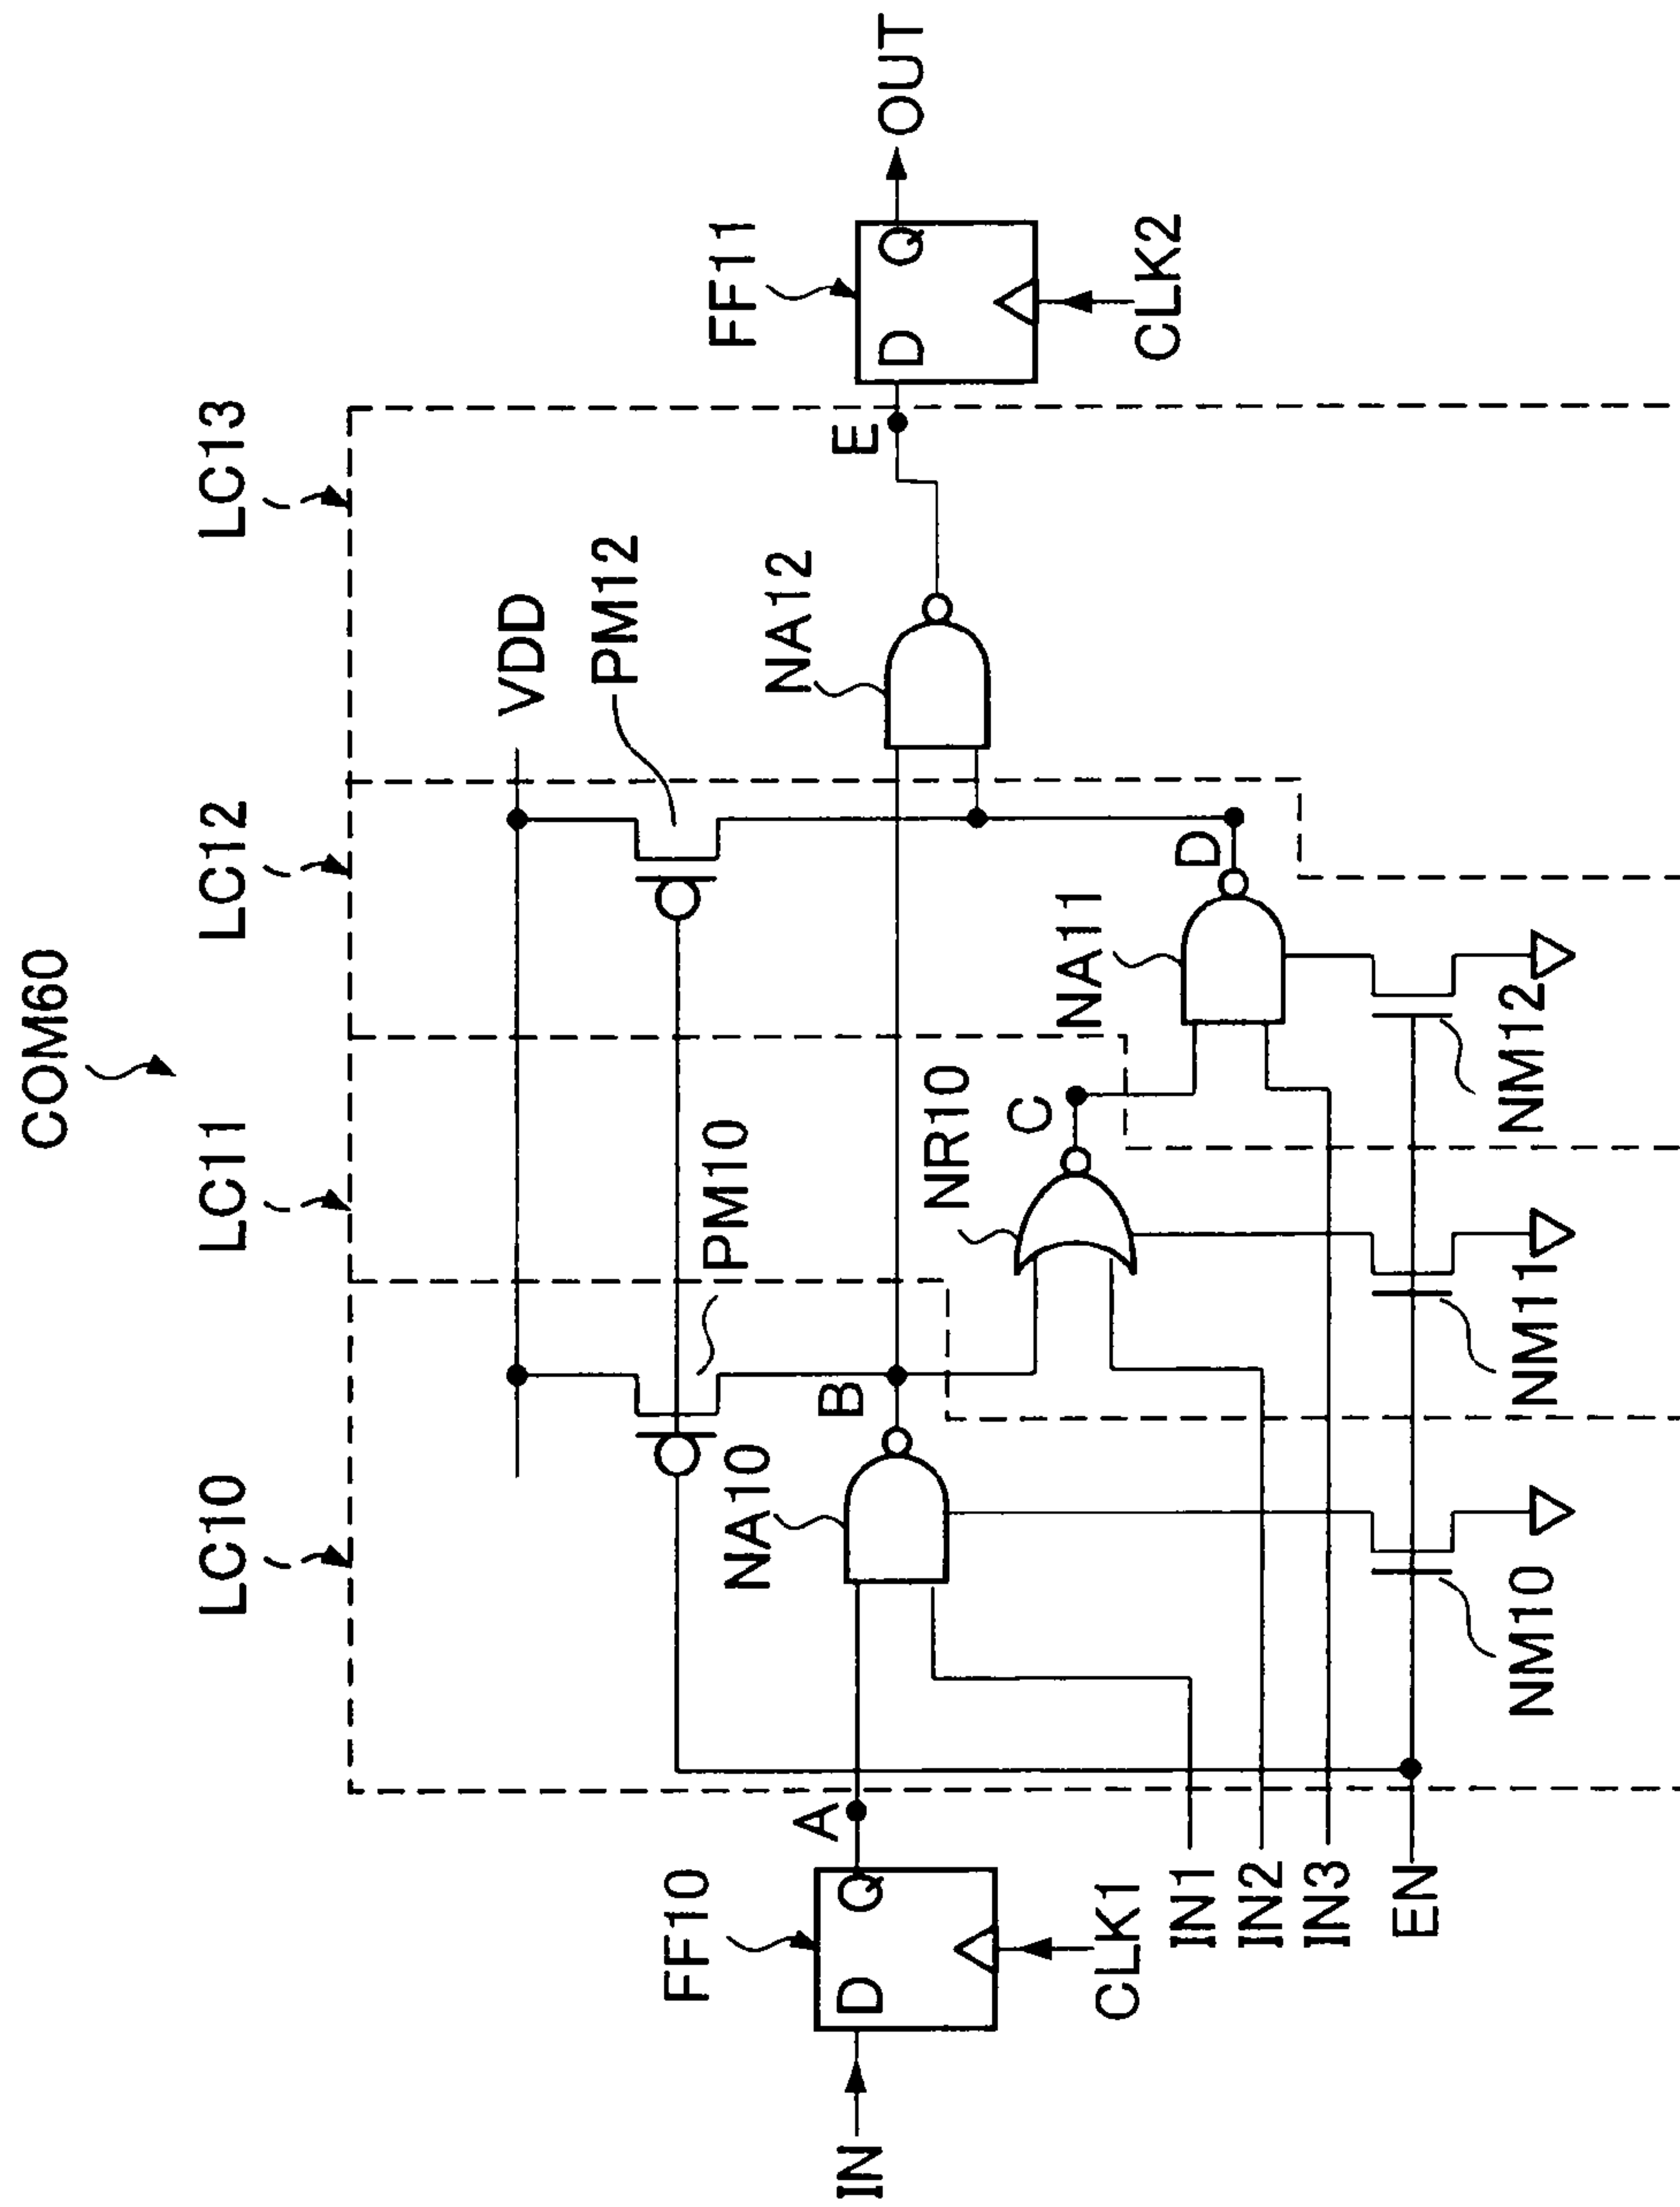 COM60
LC10
LC11
LC12
LC13
VDD
PM10
PM12
NA10
B
NR10
C
NA11
D
NA12
E
FF10
D
Q
A
IN
CLK1
FF11
D
Q
OUT
CLK2
IN1
IN2
IN3
EN
NM10
NM11
NM12